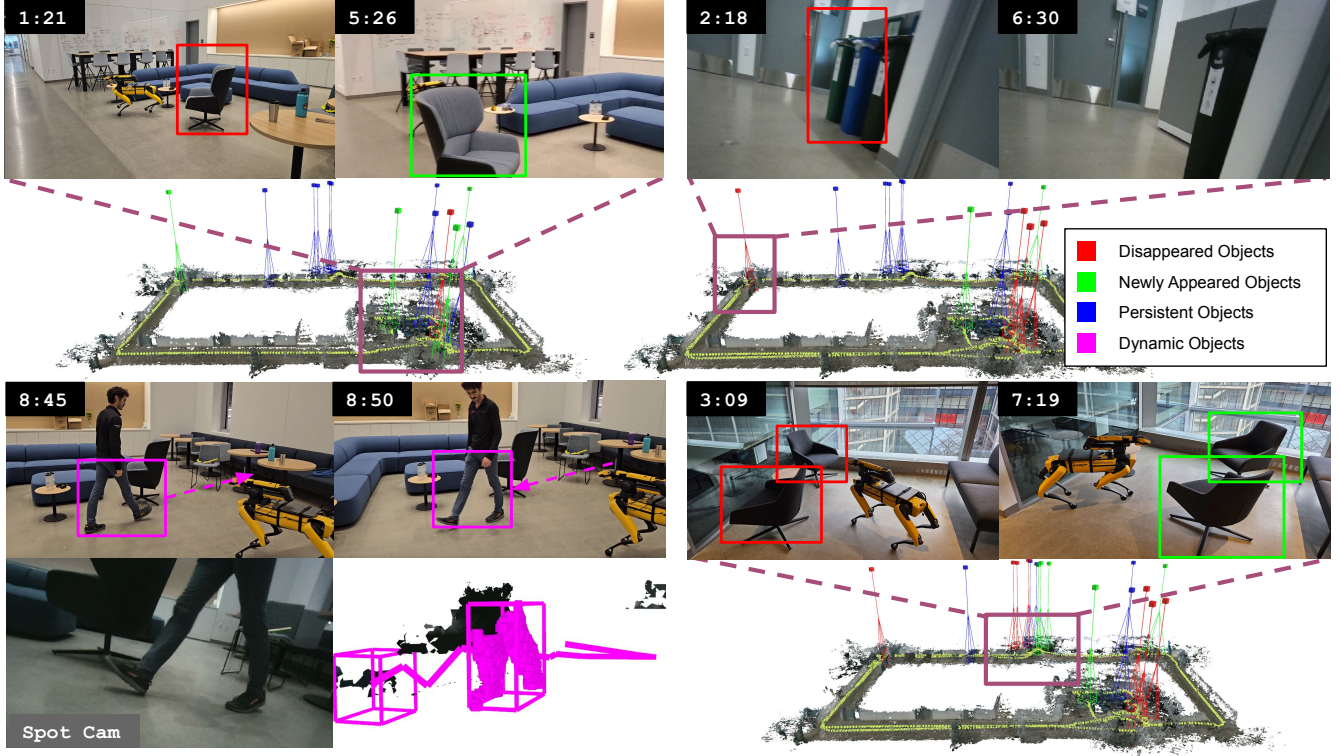 1:21
5:26
2:18
6:30
Disappeared Objects
Newly Appeared Objects
Persistent Objects
Dynamic Objects
8:45
8:50
3:09
7:19
Spot Cam